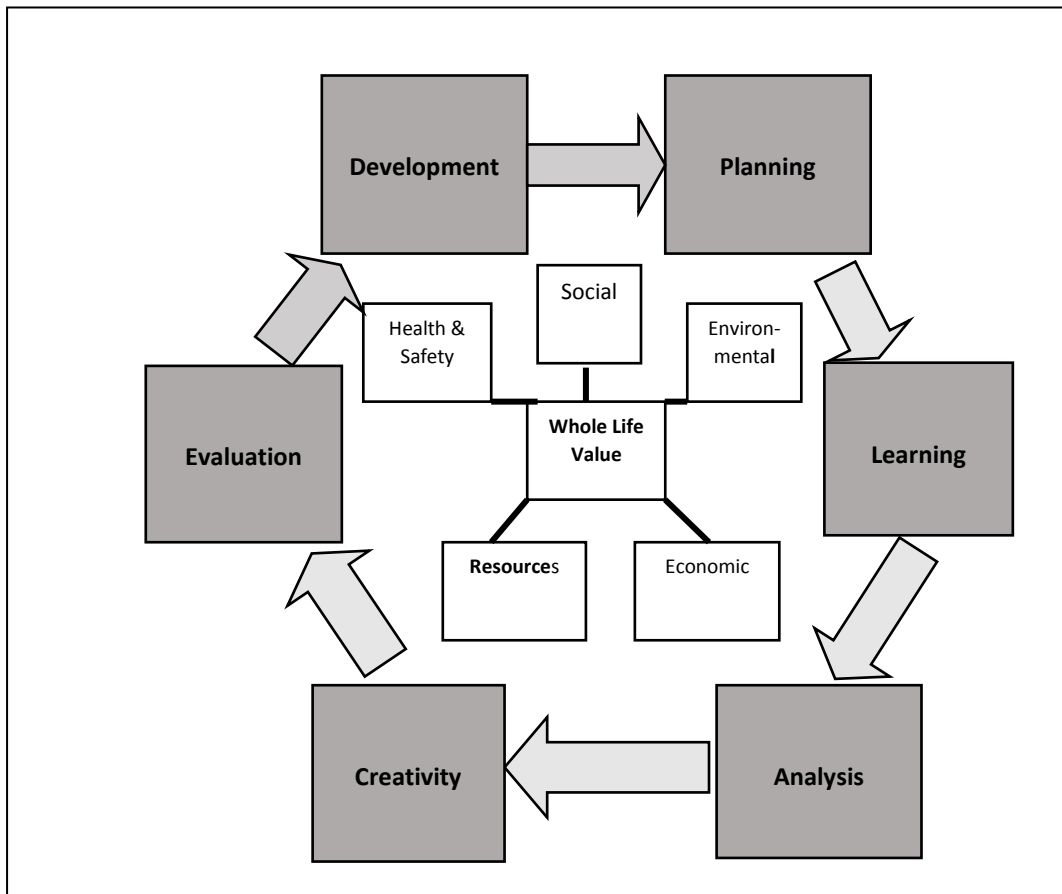 Development
Planning
Social
Health &
Safety
Environ-
mental
Whole Life
Value
Evaluation
Learning
Resources
Economic
Creativity
Analysis